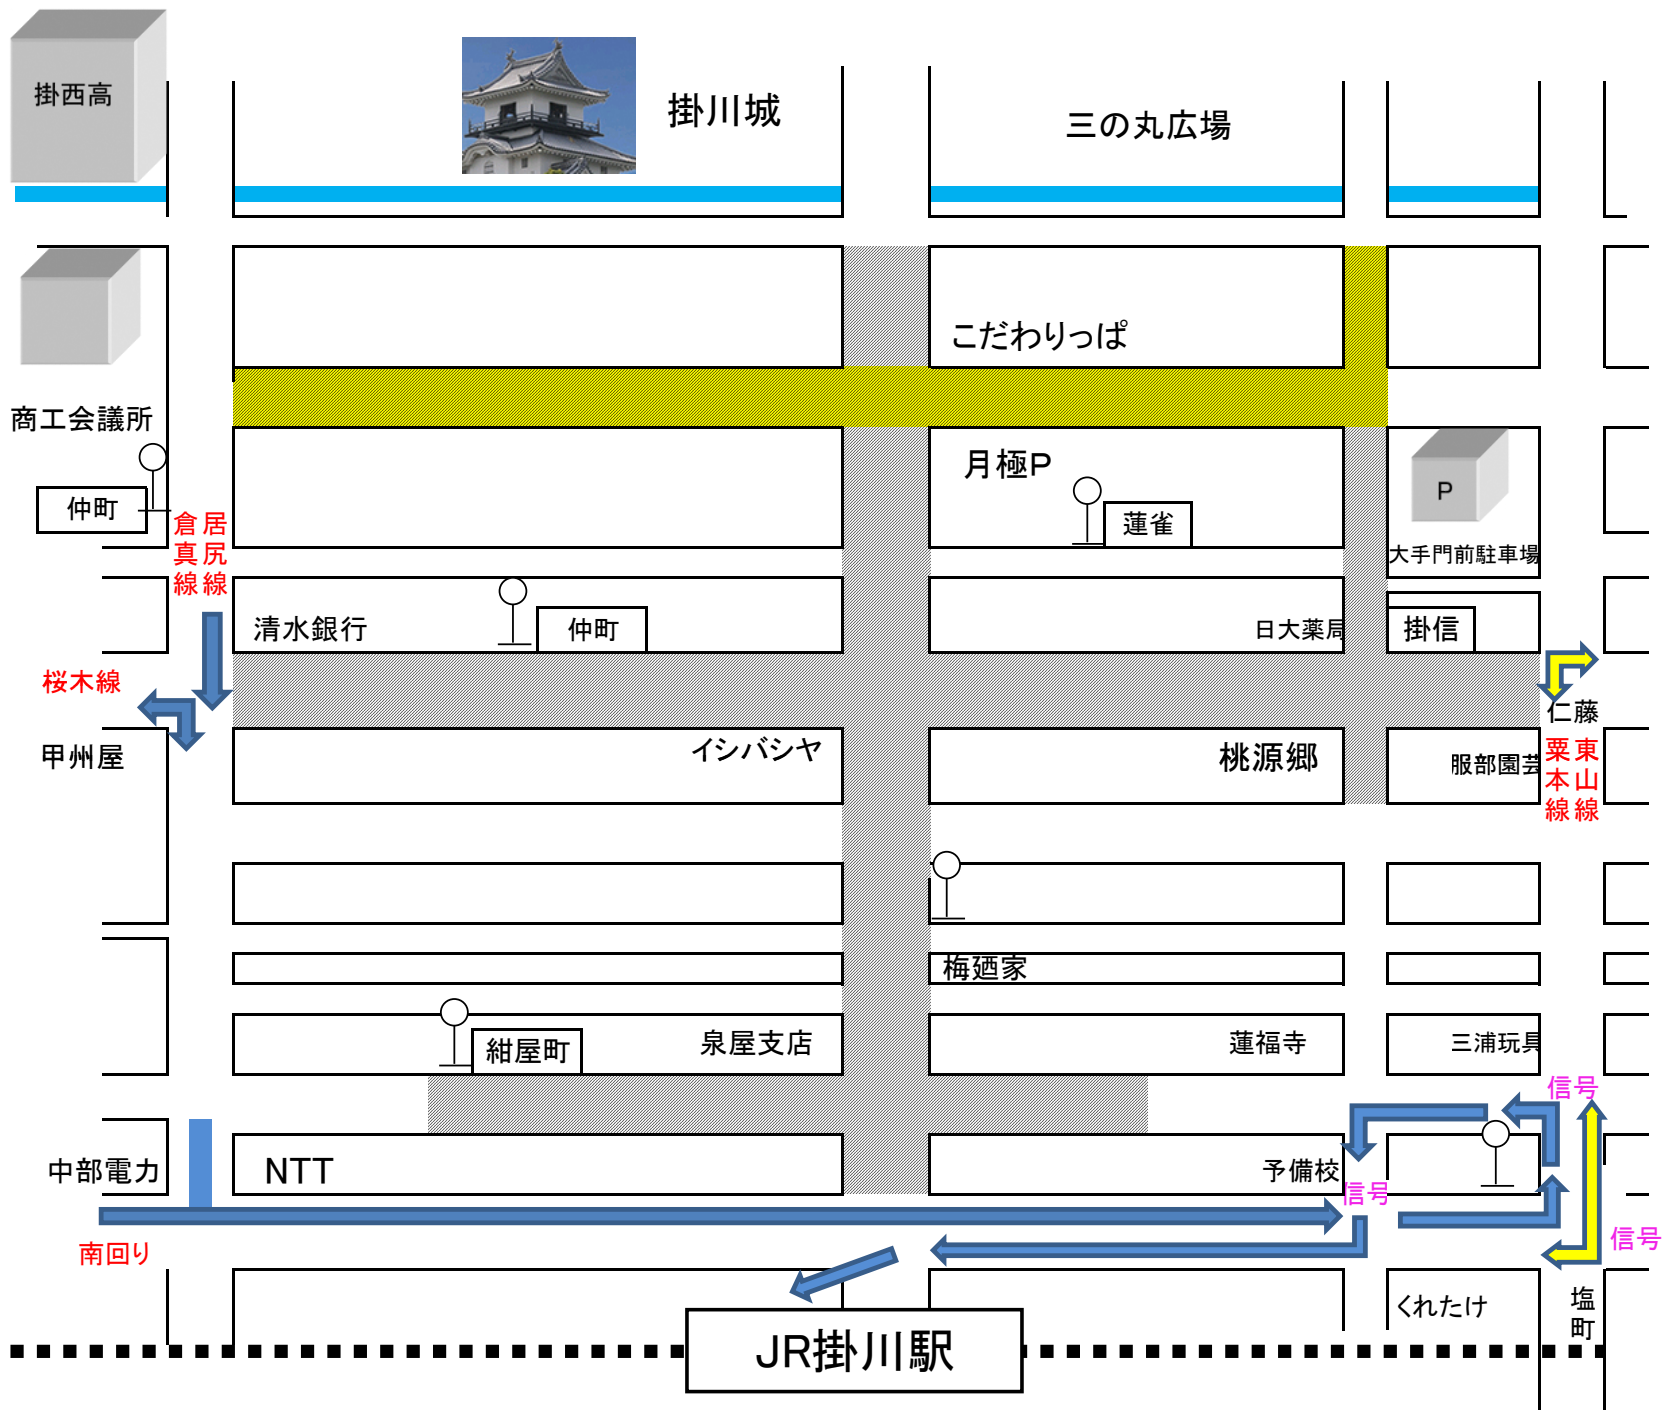 掛西高
掛川城
三の丸広場
こだわりっぱ
商工会議所
月極P
P
仲町
蓮雀
大手門前駐車場
倉真線
居尻線
清水銀行
仲町
日大薬局
掛信
桜木線
仁藤
甲州屋
イシバシヤ
桃源郷
服部園芸
粟本線
東山線
梅廼家
紺屋町
泉屋支店
蓮福寺
三浦玩具
信号
中部電力
NTT
予備校
信号
南回り
信号
くれたけ
塩町
JR掛川駅